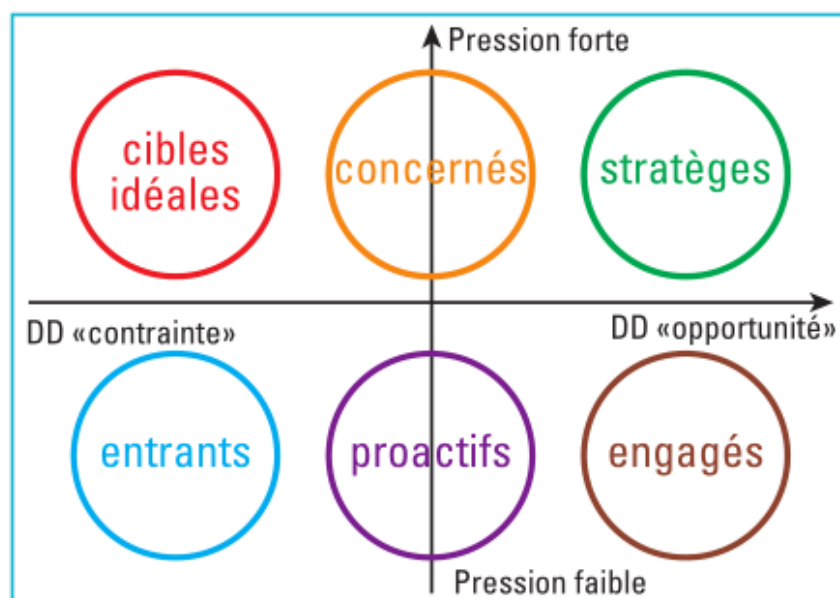 Pression forte
cibles
idéales
concernés
stratèges
DD «contrainte»
DD «opportunité»
entrants
proactifs
engagés
Pression faible